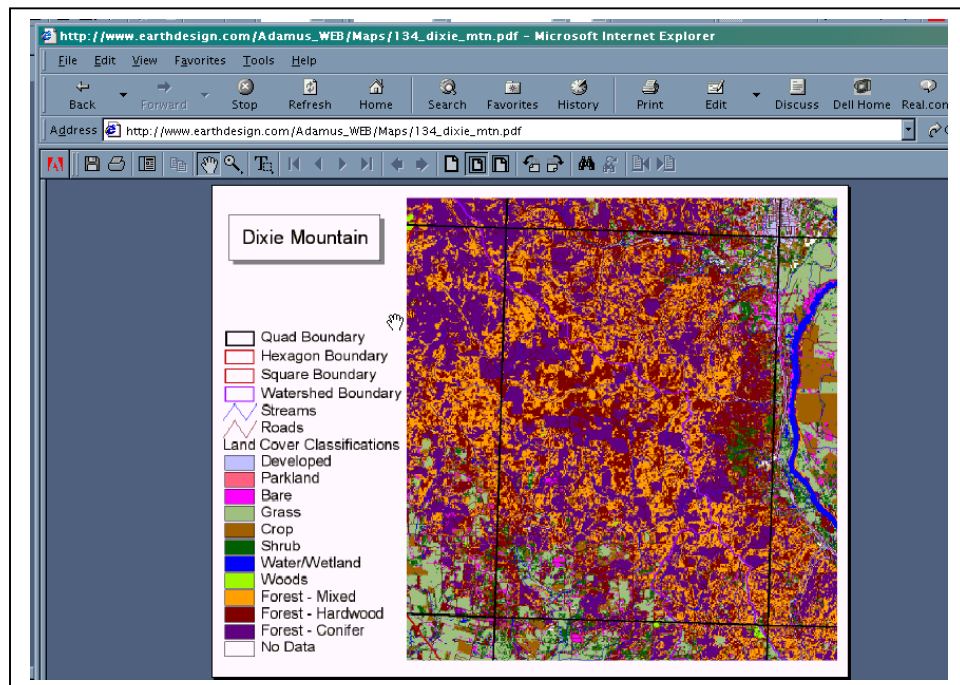 http://www.earthdesign.com/Adamus_WEB/Maps/134_dixie_mtn.pdf - Microsoft Internet Explorer
File Edit View Favorites Tools Help
Back Forward Stop Refresh Home Search Favorites History Print Edit Discuss Dell Home Real.con
Address http://www.earthdesign.com/Adamus_WEB/Maps/134_dixie_mtn.pdf
Dixie Mountain
Quad Boundary
Hexagon Boundary
Square Boundary
Watershed Boundary
Streams
Roads
Land Cover Classifications
Developed
Parkland
Bare
Grass
Crop
Shrub
Water/Wetland
Woods
Forest - Mixed
Forest - Hardwood
Forest - Conifer
No Data